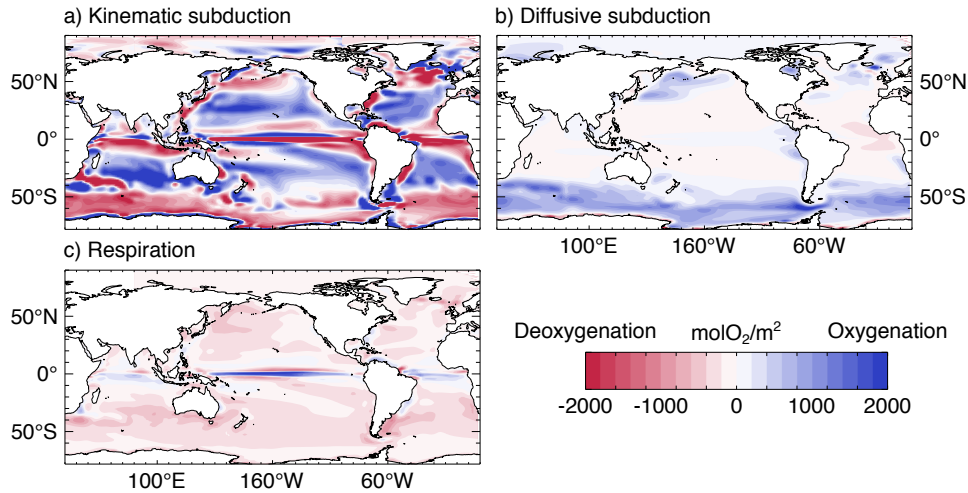 a) Kinematic subduction
b) Diffusive subduction
50°N
0°
50°S
50°N
0°
50°S
100°E 160°W 60°W
c) Respiration
50°N
0°
50°S
100°E 160°W 60°W
Deoxygenation molO₂/m² Oxygenation
-2000 -1000 0 1000 2000